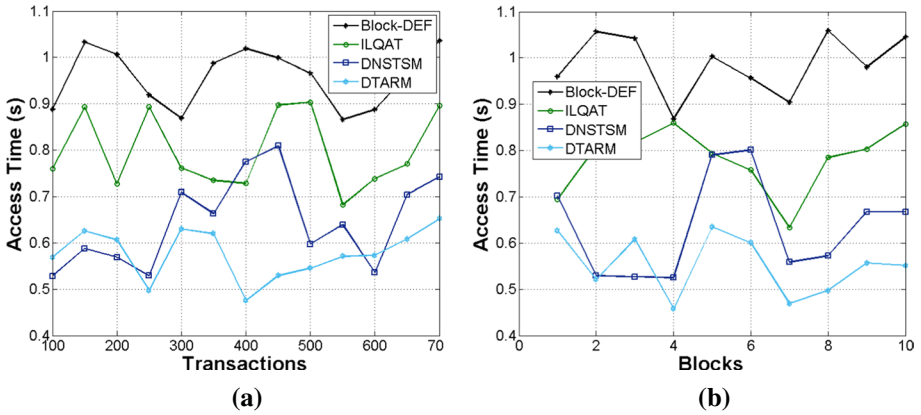 1.1
1
0.9
0.8
0.7
0.6
0.5
0.4
Access Time (s)
100 200 300 400 500 600 70
Transactions
Block-DEF
ILQAT
DNSTSM
DTARM
(a)
1.1
1
0.9
0.8
0.7
0.6
0.5
0.4
Access Time (s)
0 2 4 6 8 10
Blocks
Block-DEF
ILQAT
DNSTSM
DTARM
(b)